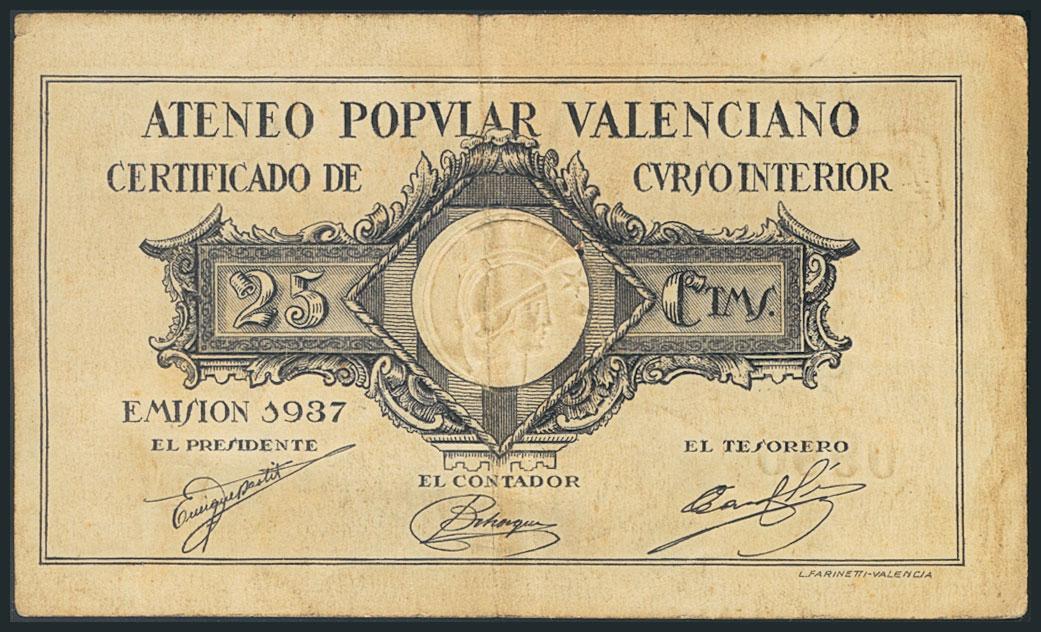 ATENEO POPVLAR VALENCIANO
CERTIFICADO DE CVRSO INTERIOR
25 CTMS.
EMISION 1937
EL PRESIDENTE
EL TESORERO
EL CONTADOR
Enrique
L. FARINETTI-VALENCIA